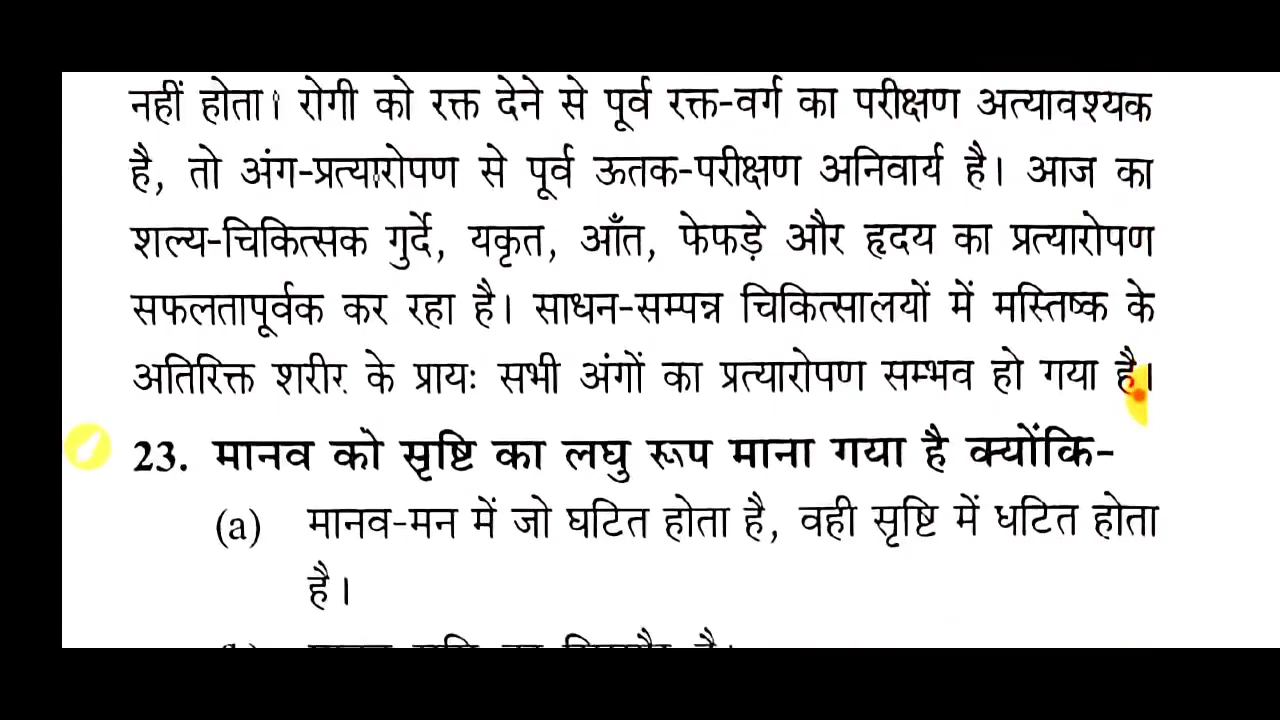 नहीं होता। रोगी को रक्त देने से पूर्व रक्त-वर्ग का परीक्षण अत्यावश्यक
है, तो अंग-प्रत्यारोपण से पूर्व ऊतक-परीक्षण अनिवार्य है। आज का
शल्य-चिकित्सक गुर्दे, यकृत, आँत, फेफड़े और हृदय का प्रत्यारोपण
सफलतापूर्वक कर रहा है। साधन-सम्पन्न चिकित्सालयों में मस्तिष्क के
अतिरिक्त शरीर के प्रायः सभी अंगों का प्रत्यारोपण सम्भव हो गया है।
23. मानव को सृष्टि का लघु रूप माना गया है क्योंकि-
(a) मानव-मन में जो घटित होता है, वही सृष्टि में धटित होता
है।